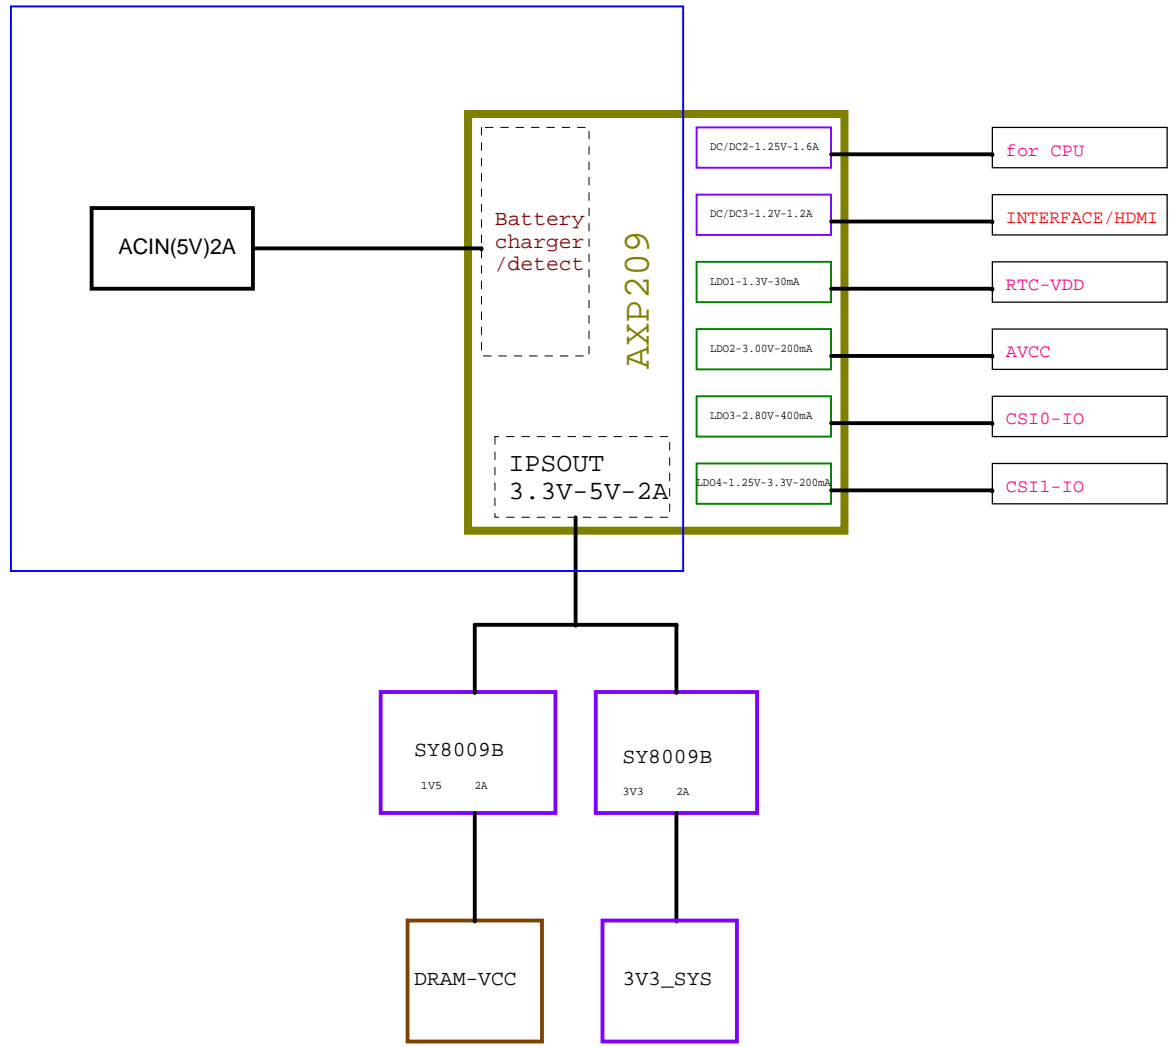 DC/DC2-1.25V-1.6A
for CPU
Battery
charger
/detect
DC/DC3-1.2V-1.2A
INTERFACE/HDMI
ACIN(5V)2A
AXP209
LDO1-1.3V-30mA
RTC-VDD
LDO2-3.00V-200mA
AVCC
LDO3-2.80V-400mA
CSI0-IO
IPSOUT
3.3V-5V-2A
LDO4-1.25V-3.3V-200mA
CSI1-IO
SY8009B
1V5 2A
SY8009B
3V3 2A
DRAM-VCC
3V3_SYS